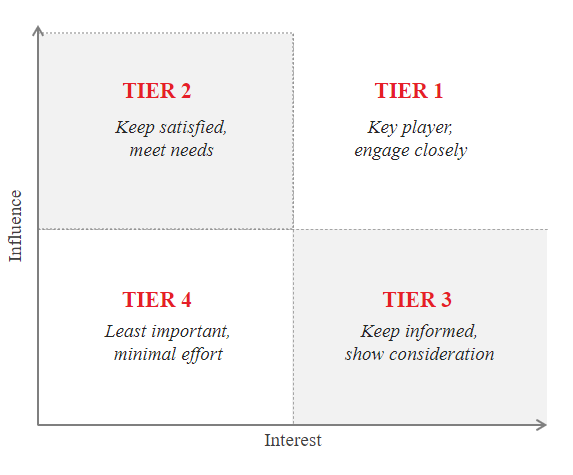 TIER 2
Keep satisfied,
meet needs
TIER 1
Key player,
engage closely
Influence
TIER 4
Least important,
minimal effort
TIER 3
Keep informed,
show consideration
Interest